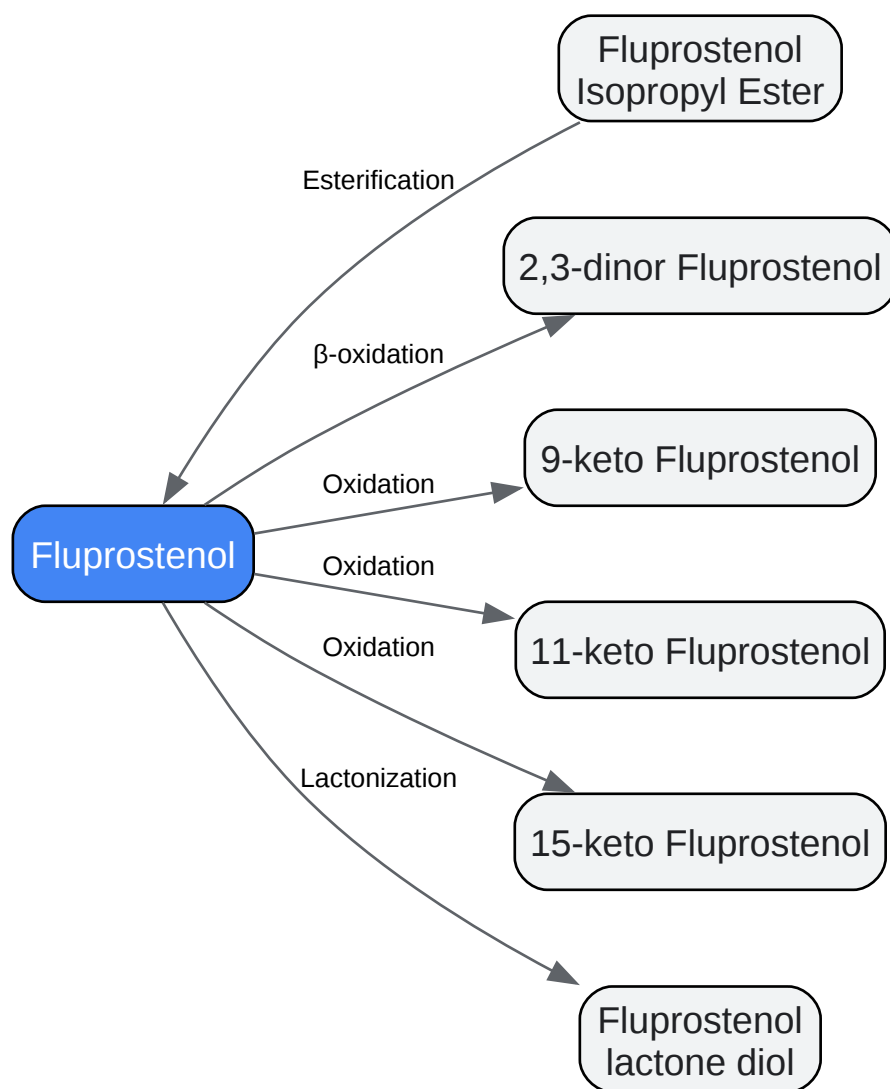 Fluprostenol
Isopropyl Ester
Esterification
2,3-dinor Fluprostenol
β-oxidation
9-keto Fluprostenol
Oxidation
Fluprostenol
Oxidation
11-keto Fluprostenol
Oxidation
Lactonization
15-keto Fluprostenol
Fluprostenol
lactone diol